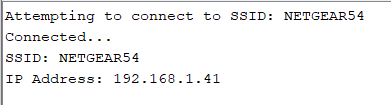 Attempting to connect to SSID: NETGEAR54
Connected...
SSID: NETGEAR54
IP Address: 192.168.1.41